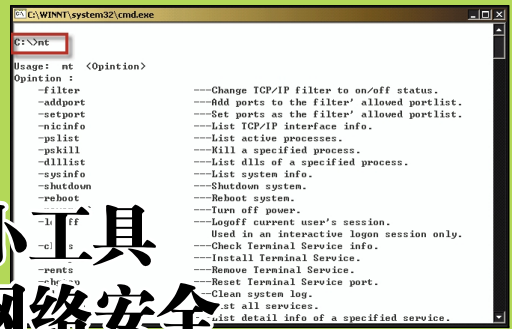 C:\WINNT\system32\cmd.exe
C:\>mt
Usage: mt <Opintion>
Opintion :
-filter ---Change TCP/IP filter to on/off status.
-addport ---Add ports to the filter' allowed portlist.
-setport ---Set ports as the filter' allowed portlist.
-nicinfo ---List TCP/IP interface info.
-pslist ---List active processes.
-pskill ---Kill a specified process.
-dlllist ---List dlls of a specified process.
-sysinfo ---List system info.
-shutdown ---Shutdown system.
-reboot ---Reboot system.
---Turn off power.
---Logoff current user's session.
Used in an interactive logon session only.
---Check Terminal Service info.
---Install Terminal Service.
-remts ---Remove Terminal Service.
---Reset Terminal Service port.
---Clean system log.
---List all services.
---List detail info of a specified service.
小工具
网络安全